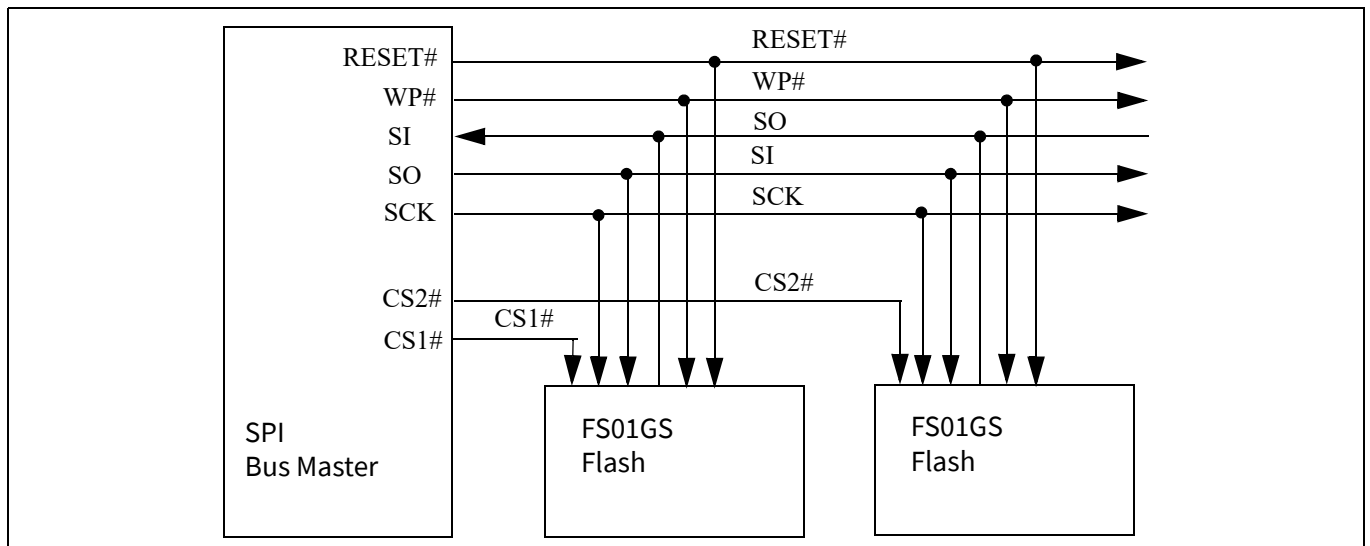 RESET#
RESET#
WP#
WP#
SI
SO
SO
SI
SCK
SCK
CS2#
CS2#
CS1#
CS1#
SPI
Bus Master
FS01GS
Flash
FS01GS
Flash